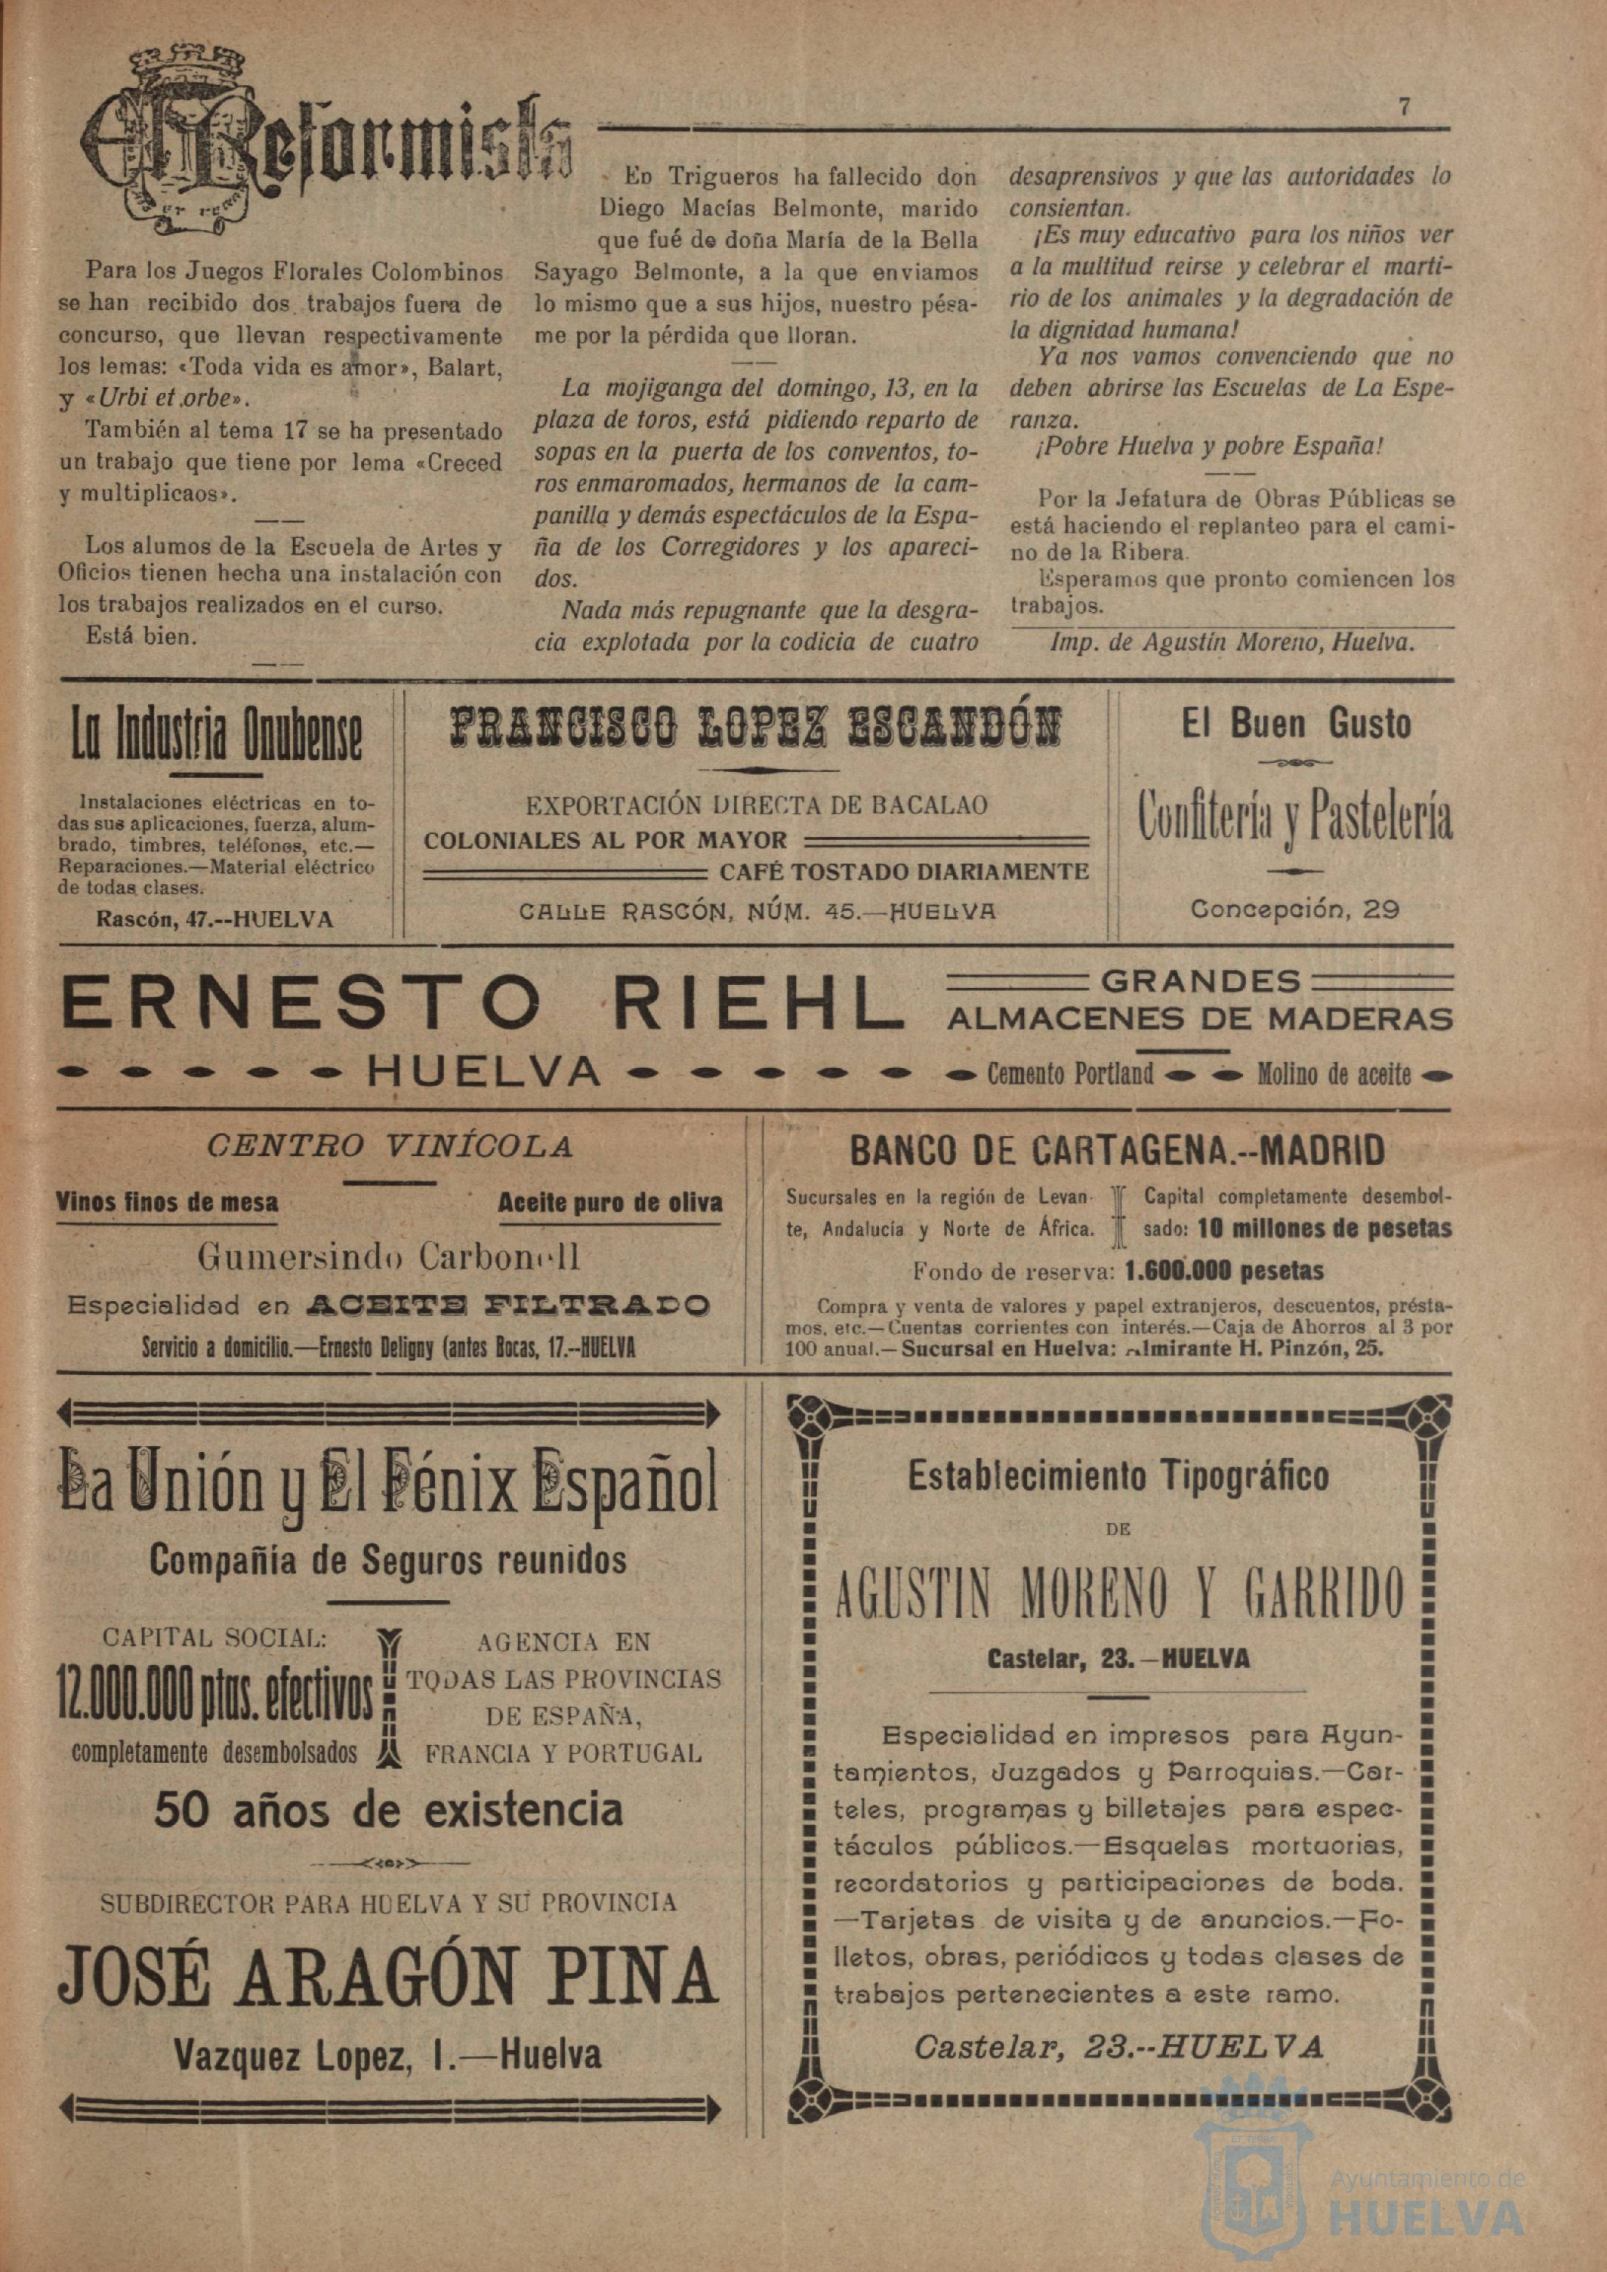 El Reformista
7
Para los Juegos Florales Colombinos
se han recibido dos trabajos fuera de
concurso, que llevan respectivamente
los lemas: «Toda vida es amor», Balart,
y «Urbi et orbe».
También al tema 17 se ha presentado
un trabajo que tiene por lema «Creced
y multiplicaos».
Los alumos de la Escuela de Artes y
Oficios tienen hecha una instalación con
los trabajos realizados en el curso.
Está bien.
En Trigueros ha fallecido don
Diego Macías Belmonte, marido
que fué de doña María de la Bella
Sayago Belmonte, a la que enviamos
lo mismo que a sus hijos, nuestro pésa-
me por la pérdida que lloran.
La mojiganga del domingo, 13, en la
plaza de toros, está pidiendo reparto de
sopas en la puerta de los conventos, to-
ros enmaromados, hermanos de la cam-
panilla y demás espectáculos de la Espa-
ña de los Corregidores y los apareci-
dos.
Nada más repugnante que la desgra-
cia explotada por la codicia de cuatro
desaprensivos y que las autoridades lo
consientan.
¡Es muy educativo para los niños ver
a la multitud reirse y celebrar el marti-
rio de los animales y la degradación de
la dignidad humana!
Ya nos vamos convenciendo que no
deben abrirse las Escuelas de La Espe-
ranza.
¡Pobre Huelva y pobre España!
Por la Jefatura de Obras Públicas se
está haciendo el replanteo para el cami-
no de la Ribera.
Esperamos que pronto comiencen los
trabajos.
Imp. de Agustín Moreno, Huelva.
La Industria Onubense
Instalaciones eléctricas en to-
das sus aplicaciones, fuerza, alum-
brado, timbres, teléfonos, etc.—
Reparaciones.—Material eléctrico
de todas clases.
Rascón, 47.--HUELVA
FRANCISCO LOPEZ ESCANDÓN
EXPORTACIÓN DIRECTA DE BACALAO
COLONIALES AL POR MAYOR
CAFÉ TOSTADO DIARIAMENTE
CALLE RASCÓN, NÚM. 45.—HUELVA
El Buen Gusto
Confitería y Pastelería
Concepción, 29
ERNESTO RIEHL
HUELVA
GRANDES
ALMACENES DE MADERAS
Cemento Portland
Molino de aceite
CENTRO VINÍCOLA
Vinos finos de mesa
Aceite puro de oliva
Gumersindo Carbonell
Especialidad en ACEITE FILTRADO
Servicio a domicilio.—Ernesto Deligny (antes Bocas, 17.--HUELVA
BANCO DE CARTAGENA.--MADRID
Sucursales en la región de Levan-
te, Andalucía y Norte de África.
Capital completamente desembol-
sado: 10 millones de pesetas
Fondo de reserva: 1.600.000 pesetas
Compra y venta de valores y papel extranjeros, descuentos, présta-
mos, etc.—Cuentas corrientes con interés.—Caja de Ahorros al 3 por
100 anual.—Sucursal en Huelva: Almirante H. Pinzón, 25.
La Unión y El Fénix Español
Compañía de Seguros reunidos
CAPITAL SOCIAL:
12.000.000 ptas. efectivos
completamente desembolsados
AGENCIA EN
TODAS LAS PROVINCIAS
DE ESPAÑA,
FRANCIA Y PORTUGAL
50 años de existencia
SUBDIRECTOR PARA HUELVA Y SU PROVINCIA
JOSÉ ARAGÓN PINA
Vazquez Lopez, 1.—Huelva
Establecimiento Tipográfico
DE
AGUSTIN MORENO Y GARRIDO
Castelar, 23.—HUELVA
Especialidad en impresos para Ayun-
tamientos, Juzgados y Parroquias.—Car-
teles, programas y billetajes para espec-
táculos públicos.—Esquelas mortuorias,
recordatorios y participaciones de boda.
—Tarjetas de visita y de anuncios.—Fo-
lletos, obras, periódicos y todas clases de
trabajos pertenecientes a este ramo.
Castelar, 23.--HUELVA
Ayuntamiento de
HUELVA